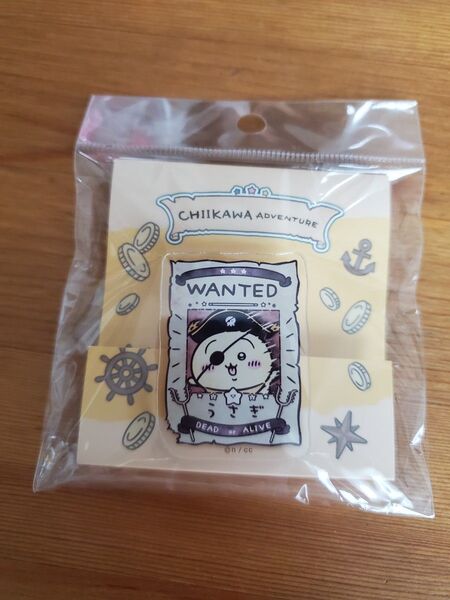 CHIIKAWA ADVENTURE
WANTED
うさぎ
DEAD or ALIVE
©n/cc